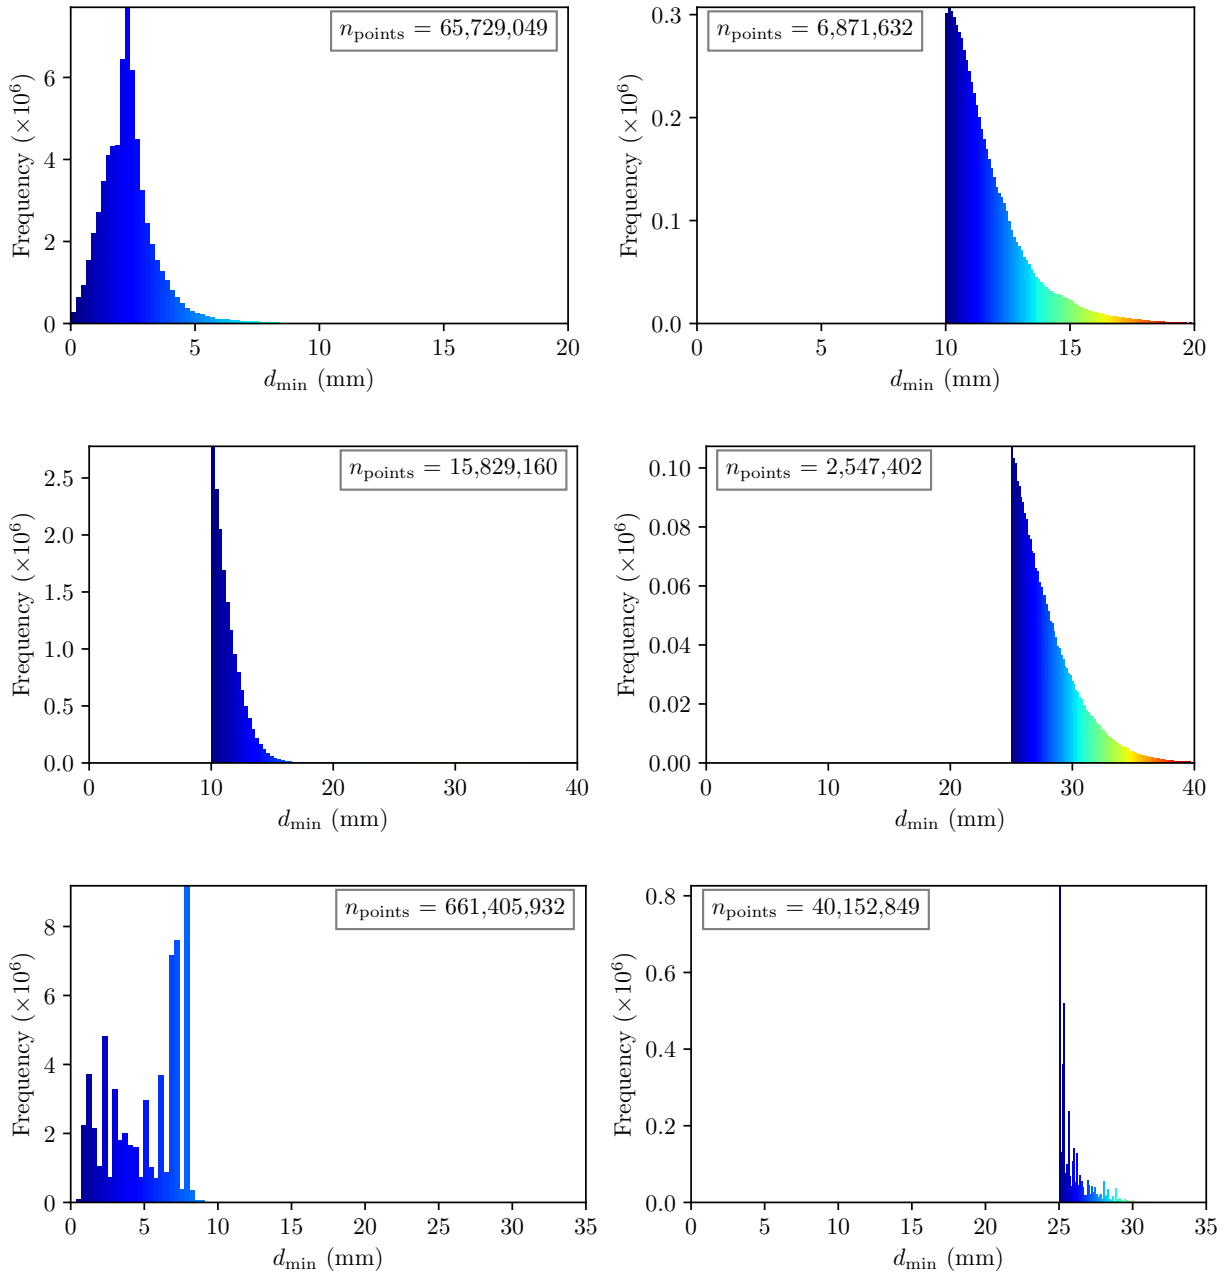 n_points = 65,729,049
Frequency (×10^6)
6
4
2
0
0 5 10 15 20
d_min (mm)
n_points = 6,871,632
Frequency (×10^6)
0.3
0.2
0.1
0.0
0 5 10 15 20
d_min (mm)
n_points = 15,829,160
Frequency (×10^6)
2.5
2.0
1.5
1.0
0.5
0.0
0 10 20 30 40
d_min (mm)
n_points = 2,547,402
Frequency (×10^6)
0.10
0.08
0.06
0.04
0.02
0.00
0 10 20 30 40
d_min (mm)
n_points = 661,405,932
Frequency (×10^6)
8
6
4
2
0
0 5 10 15 20 25 30 35
d_min (mm)
n_points = 40,152,849
Frequency (×10^6)
0.8
0.6
0.4
0.2
0.0
0 5 10 15 20 25 30 35
d_min (mm)